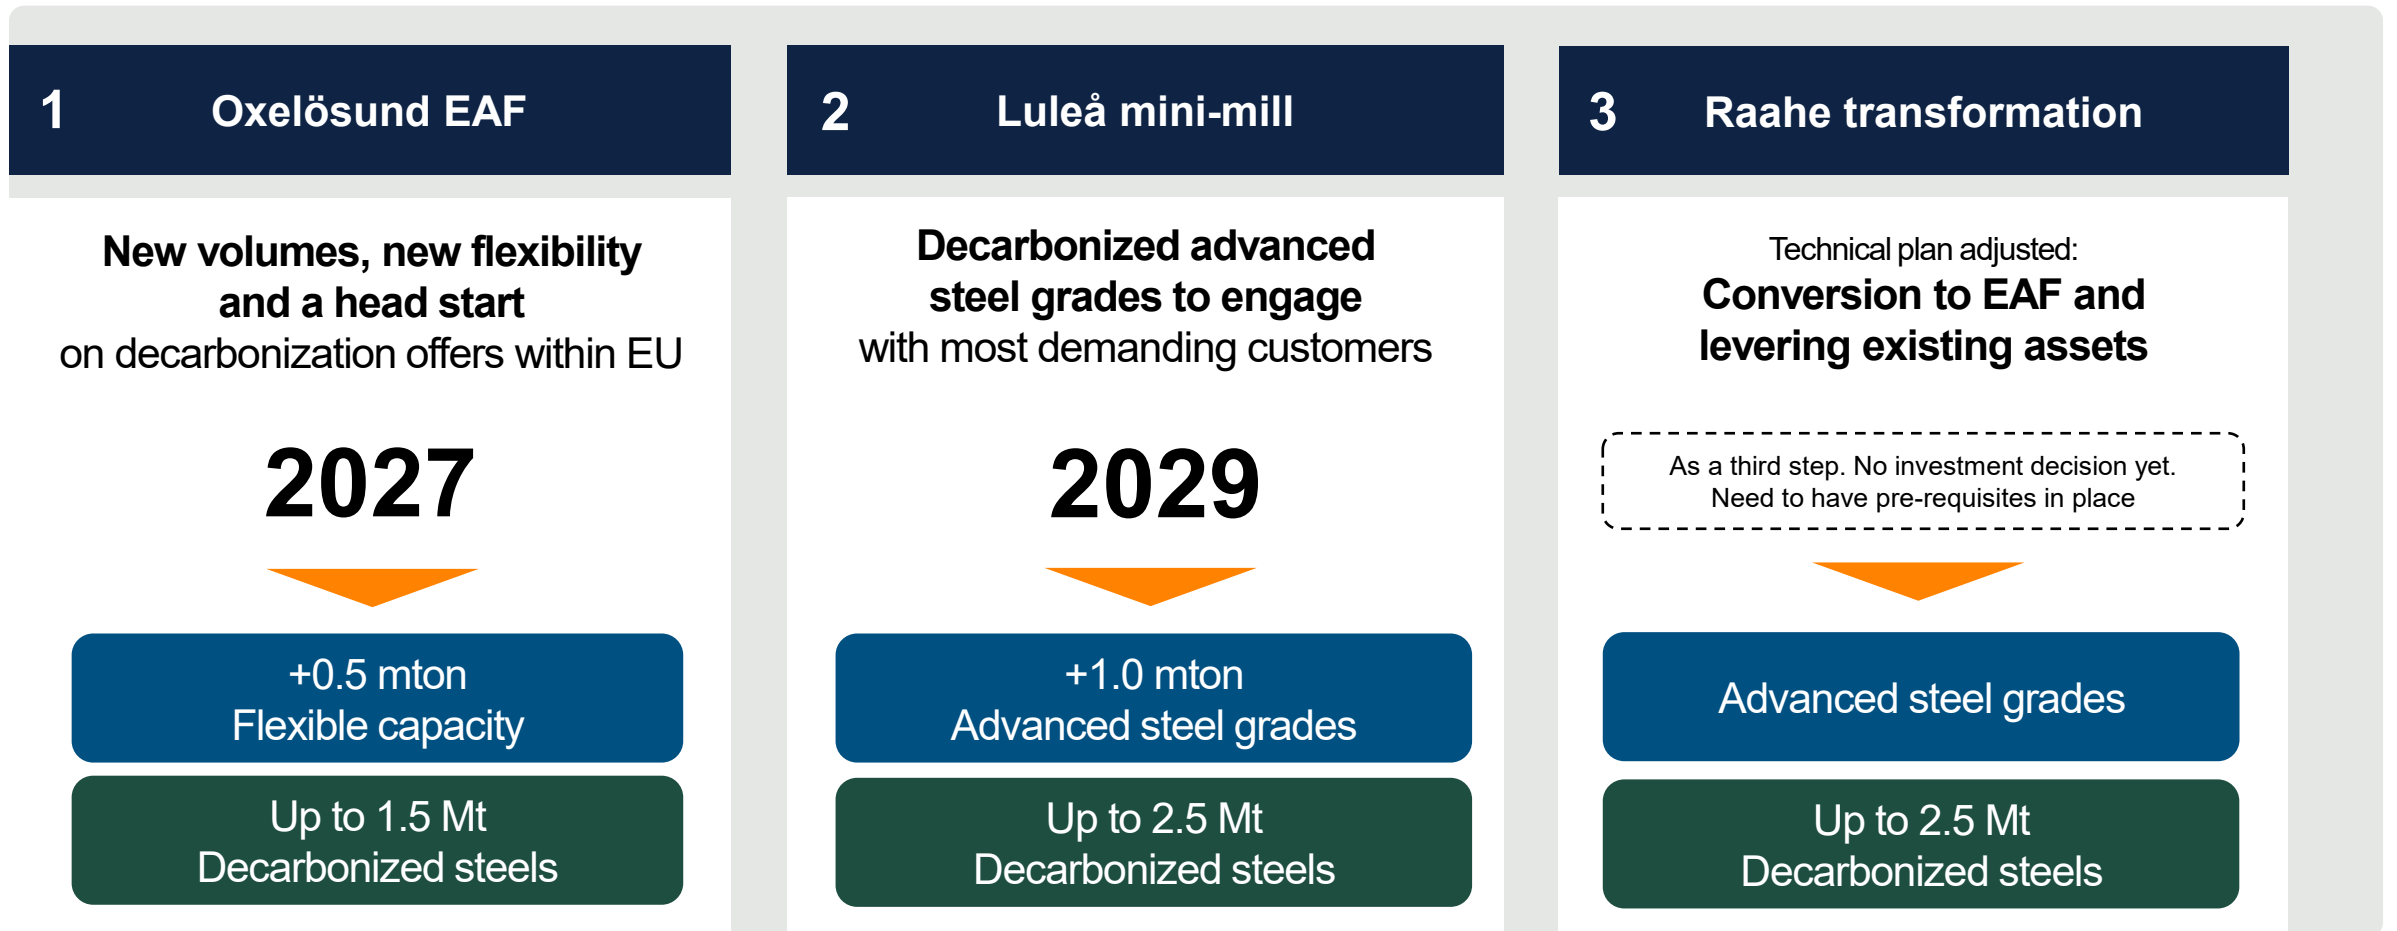 1
Oxelösund EAF
New volumes, new flexibility
and a head start
on decarbonization offers within EU
2027
+0.5 mton
Flexible capacity
Up to 1.5 Mt
Decarbonized steels
2
Luleå mini-mill
Decarbonized advanced
steel grades to engage
with most demanding customers
2029
+1.0 mton
Advanced steel grades
Up to 2.5 Mt
Decarbonized steels
3
Raahe transformation
Technical plan adjusted:
Conversion to EAF and
levering existing assets
As a third step. No investment decision yet.
Need to have pre-requisites in place
Advanced steel grades
Up to 2.5 Mt
Decarbonized steels